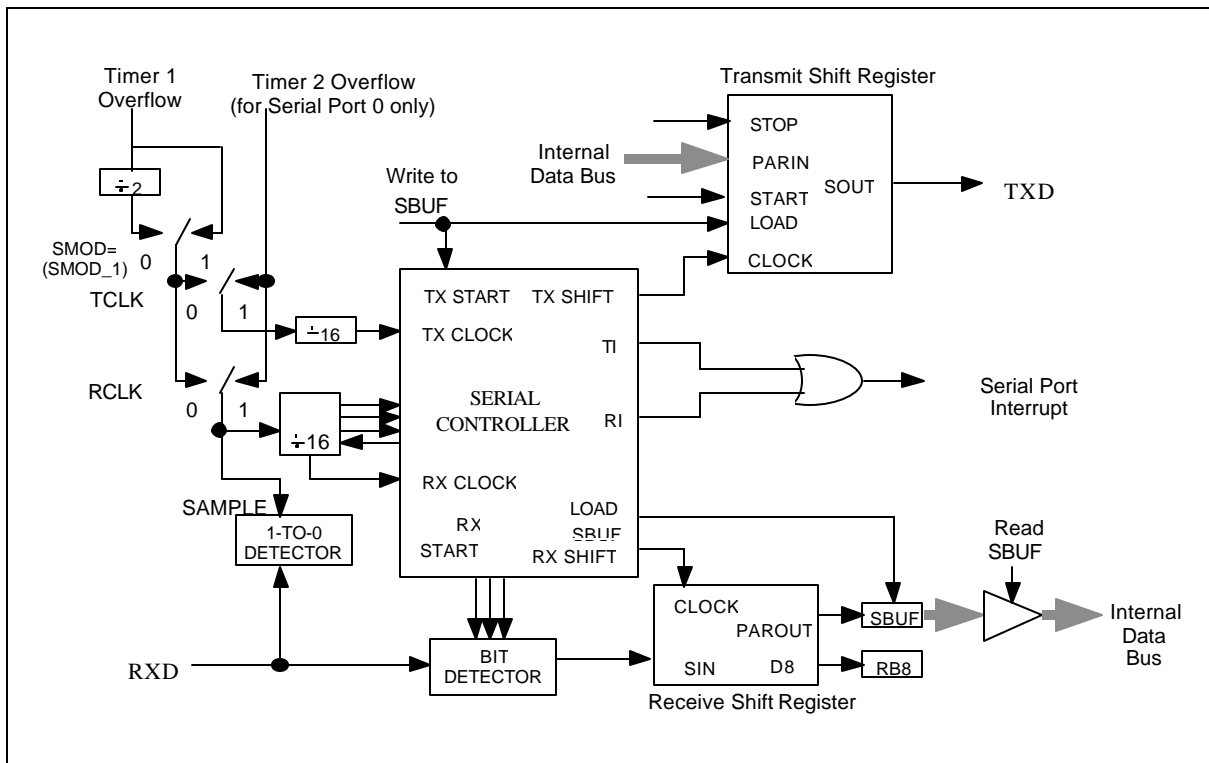 Timer 1
Overflow
Timer 2 Overflow
(for Serial Port 0 only)
Transmit Shift Register
STOP
Internal
Data Bus
PARIN
SOUT
START
LOAD
CLOCK
TXD
÷2
Write to
SBUF
SMOD=
(SMOD_1)
0
1
TCLK
0
1
÷16
TX START
TX SHIFT
TX CLOCK
TI
SERIAL
CONTROLLER
RI
RX CLOCK
LOAD
SBUF
RX
START
RX SHIFT
Serial Port
Interrupt
RCLK
0
1
÷16
SAMPLE
1-TO-0
DETECTOR
Read
SBUF
CLOCK
PAROUT
SIN
D8
SBUF
RB8
Internal
Data
Bus
RXD
BIT
DETECTOR
Receive Shift Register